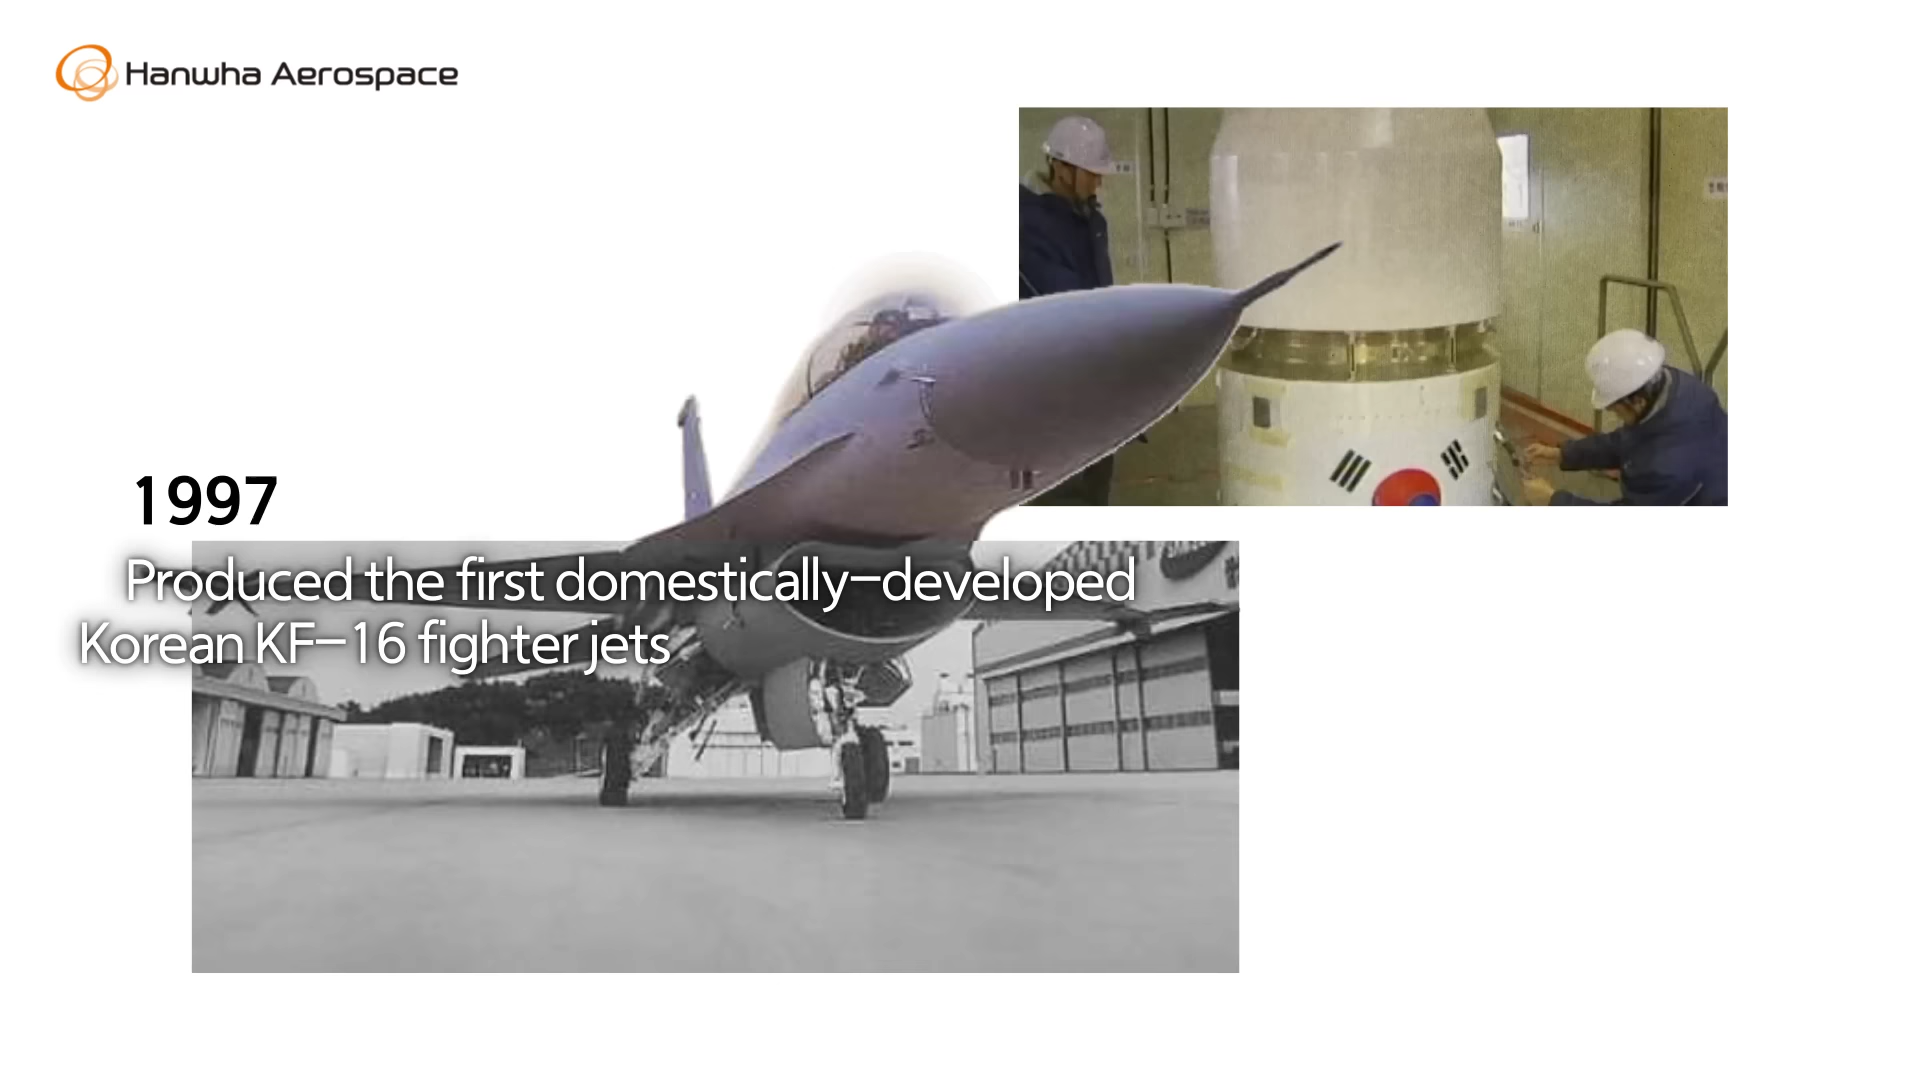 Hanwha Aerospace
1997
Produced the first domestically-developed
Korean KF-16 fighter jets